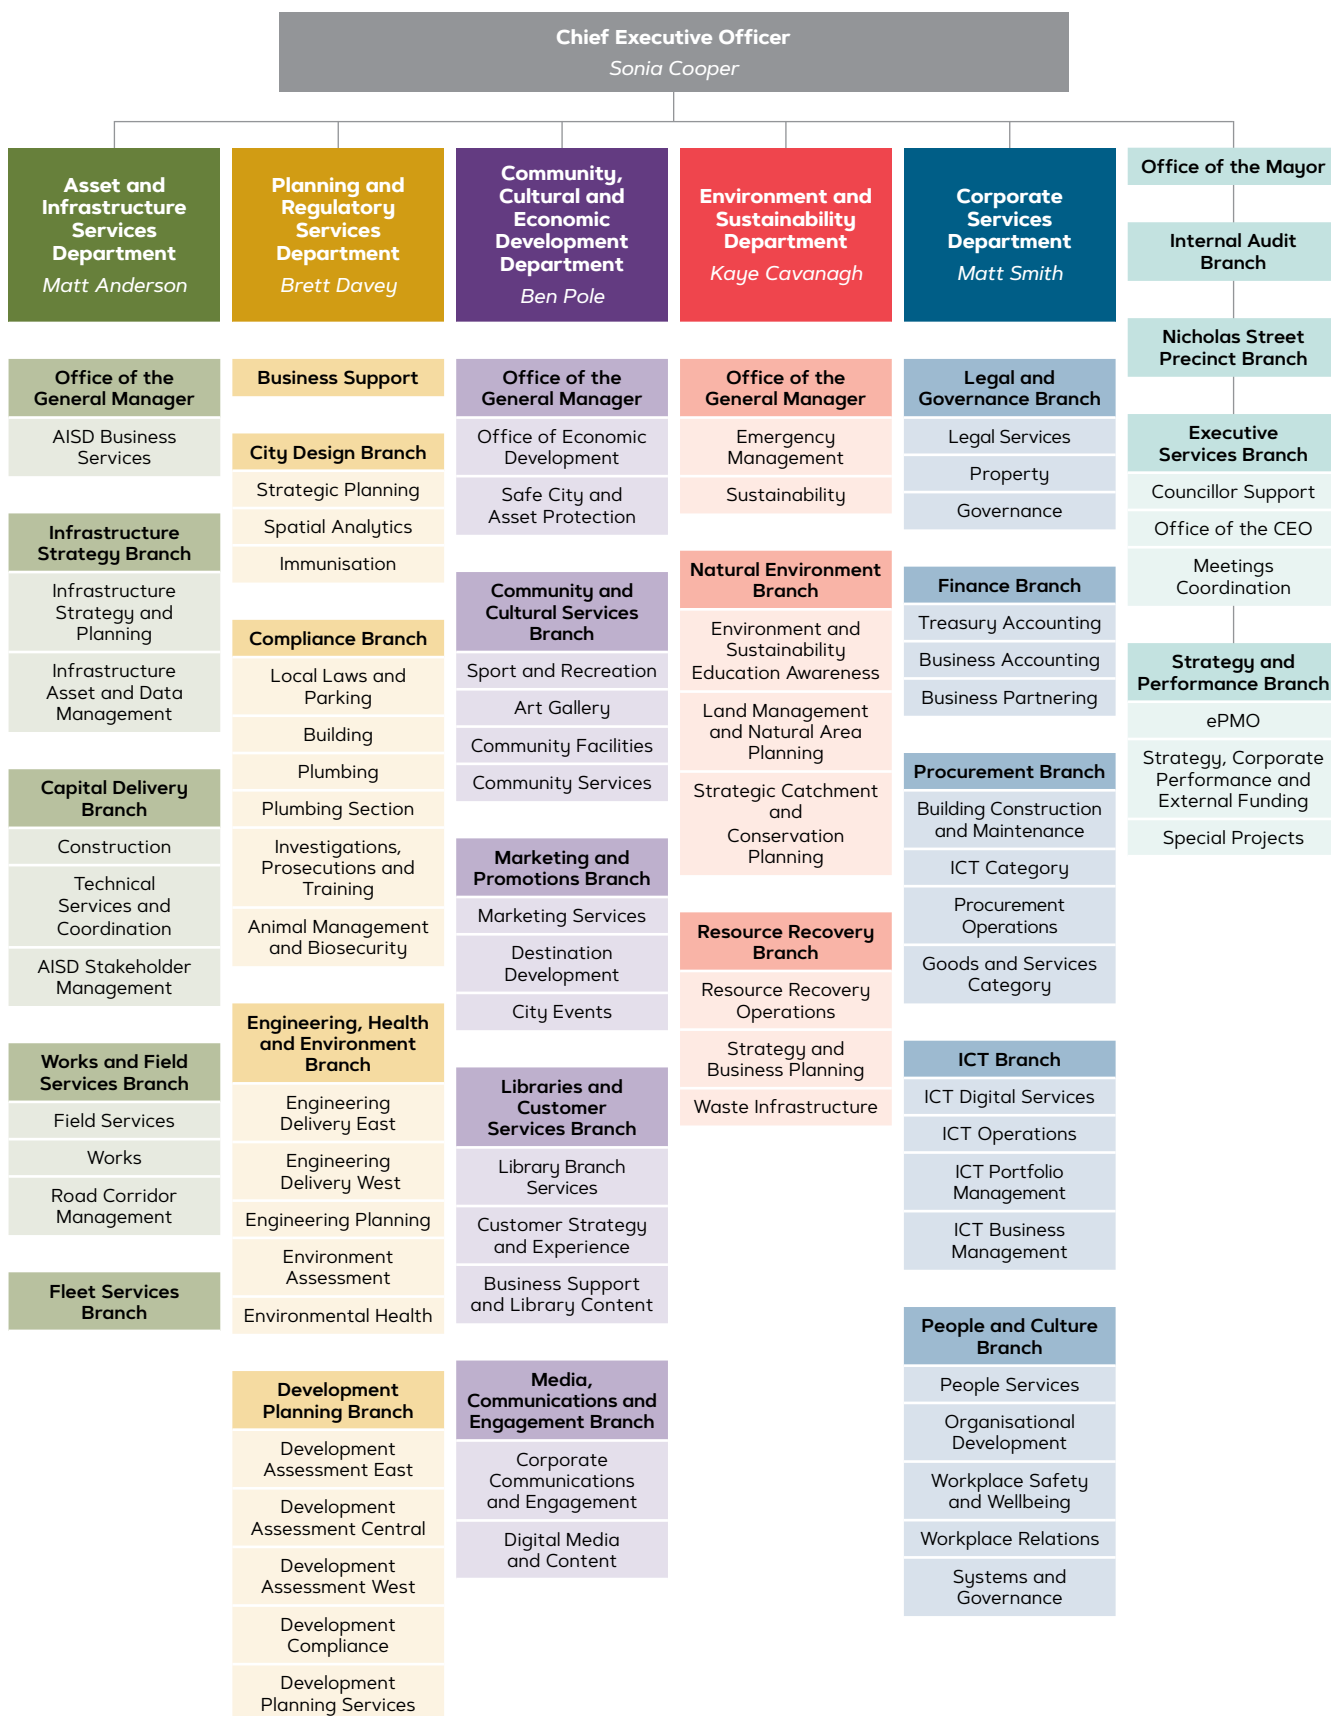 Chief Executive Officer
Sonia Cooper
Asset and
Infrastructure
Services
Department
Matt Anderson
Office of the
General Manager
AISD Business
Services
Infrastructure
Strategy Branch
Infrastructure
Strategy and
Planning
Infrastructure
Asset and Data
Management
Capital Delivery
Branch
Construction
Technical
Services and
Coordination
AISD Stakeholder
Management
Works and Field
Services Branch
Field Services
Works
Road Corridor
Management
Fleet Services
Branch
Planning and
Regulatory
Services
Department
Brett Davey
Business Support
City Design Branch
Strategic Planning
Spatial Analytics
Immunisation
Compliance Branch
Local Laws and
Parking
Building
Plumbing
Plumbing Section
Investigations,
Prosecutions and
Training
Animal Management
and Biosecurity
Engineering, Health
and Environment
Branch
Engineering
Delivery East
Engineering
Delivery West
Engineering Planning
Environment
Assessment
Environmental Health
Development
Planning Branch
Development
Assessment East
Development
Assessment Central
Development
Assessment West
Development
Compliance
Development
Planning Services
Community,
Cultural and
Economic
Development
Department
Ben Pole
Office of the
General Manager
Office of Economic
Development
Safe City and
Asset Protection
Community and
Cultural Services
Branch
Sport and Recreation
Art Gallery
Community Facilities
Community Services
Marketing and
Promotions Branch
Marketing Services
Destination
Development
City Events
Libraries and
Customer
Services Branch
Library Branch
Services
Customer Strategy
and Experience
Business Support
and Library Content
Media,
Communications and
Engagement Branch
Corporate
Communications
and Engagement
Digital Media
and Content
Environment and
Sustainability
Department
Kaye Cavanagh
Office of the
General Manager
Emergency
Management
Sustainability
Natural Environment
Branch
Environment and
Sustainability
Education Awareness
Land Management
and Natural Area
Planning
Strategic Catchment
and
Conservation
Planning
Resource Recovery
Branch
Resource Recovery
Operations
Strategy and
Business Planning
Waste Infrastructure
Corporate
Services
Department
Matt Smith
Legal and
Governance Branch
Legal Services
Property
Governance
Finance Branch
Treasury Accounting
Business Accounting
Business Partnering
Procurement Branch
Building Construction
and Maintenance
ICT Category
Procurement
Operations
Goods and Services
Category
ICT Branch
ICT Digital Services
ICT Operations
ICT Portfolio
Management
ICT Business
Management
People and Culture
Branch
People Services
Organisational
Development
Workplace Safety
and Wellbeing
Workplace Relations
Systems and
Governance
Office of the Mayor
Internal Audit
Branch
Nicholas Street
Precinct Branch
Executive
Services Branch
Councillor Support
Office of the CEO
Meetings
Coordination
Strategy and
Performance Branch
ePMO
Strategy, Corporate
Performance and
External Funding
Special Projects